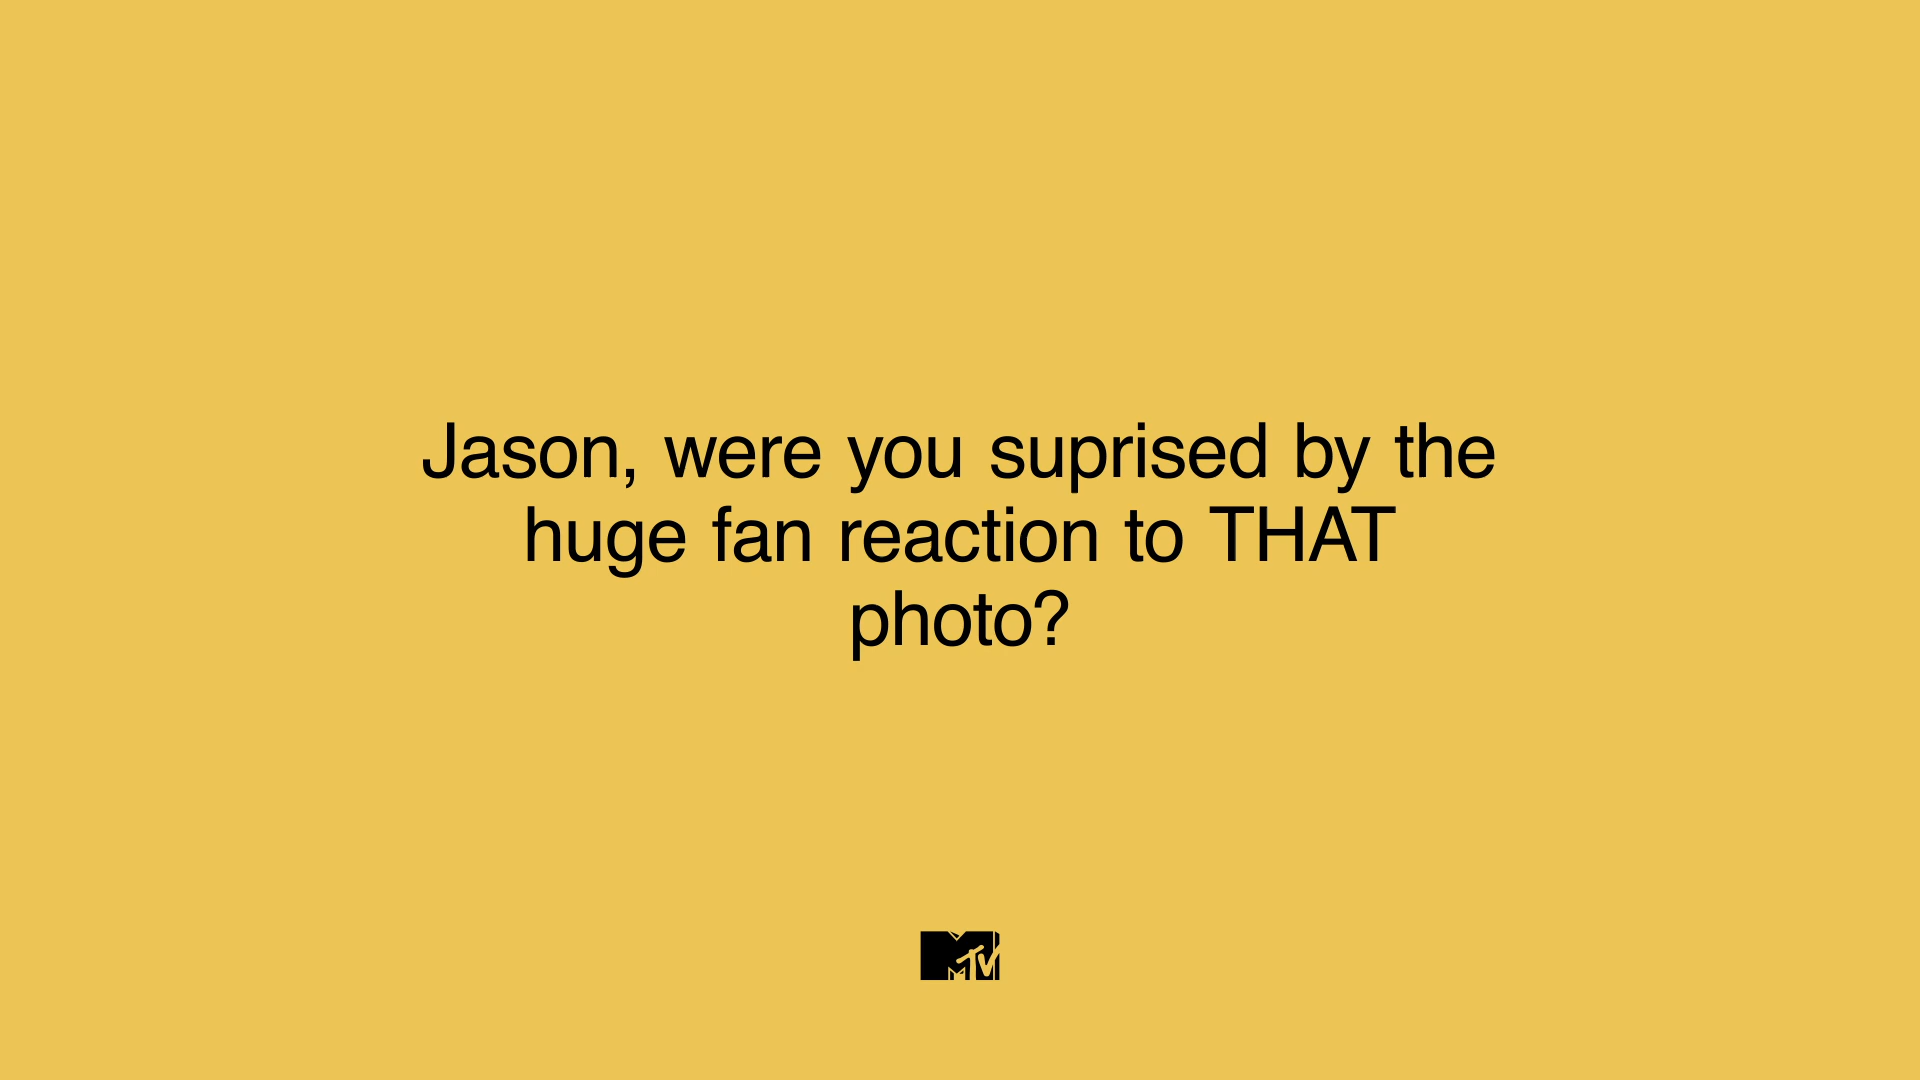 Jason, were you suprised by the
huge fan reaction to THAT
photo?
MTV